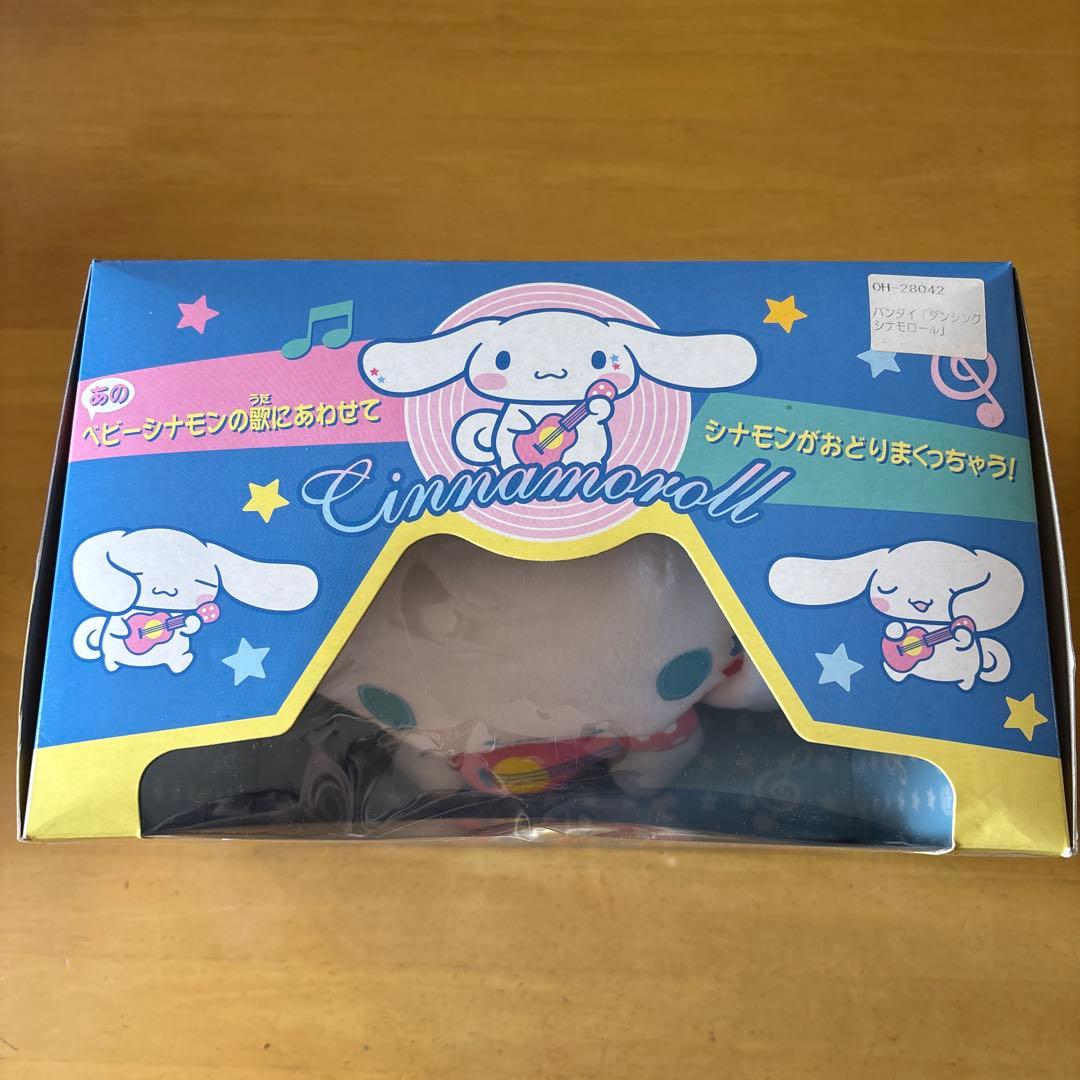 OH-28042
バンダイ「ダンシング
シナモロール」
あの
ベビーシナモンの歌にあわせて
うた
シナモンがおどりまくっちゃう!
Cinnamoroll